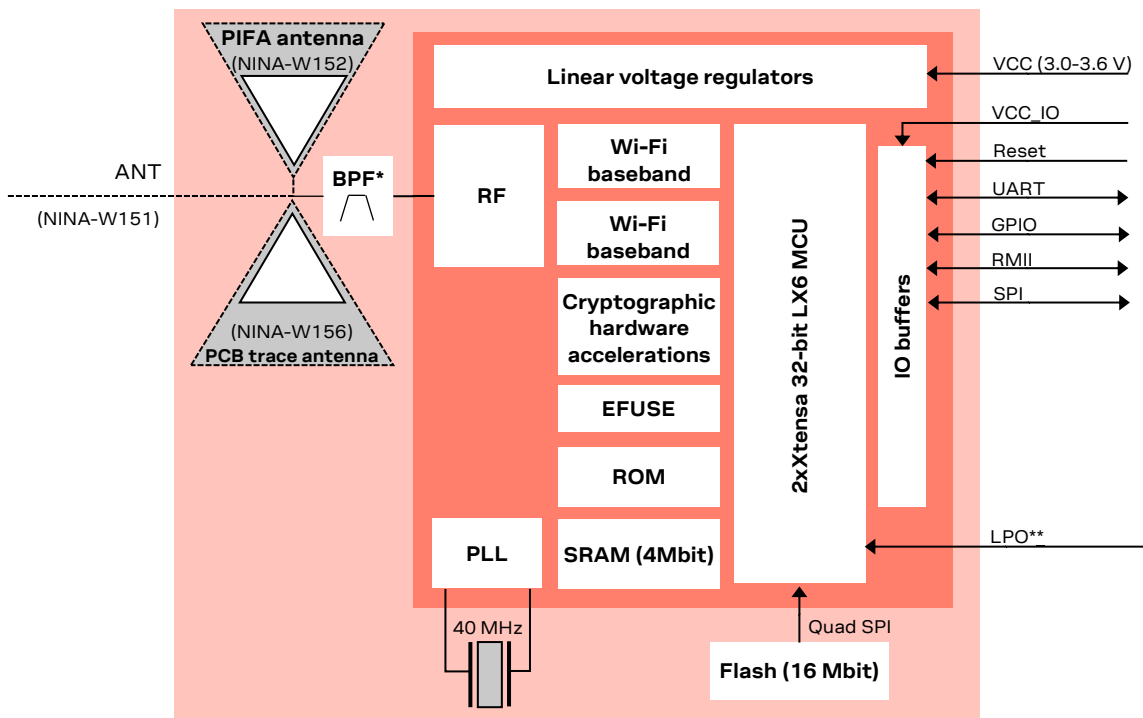 PIFA antenna
(NINA-W152)
ANT
(NINA-W151)
BPF*
(NINA-W156)
PCB trace antenna
Linear voltage regulators
RF
Wi-Fi
baseband
Wi-Fi
baseband
Cryptographic
hardware
accelerations
EFUSE
ROM
SRAM (4Mbit)
PLL
40 MHz
2xXtensa 32-bit LX6 MCU
IO buffers
Quad SPI
Flash (16 Mbit)
VCC (3.0-3.6 V)
VCC_IO
Reset
UART
GPIO
RMII
SPI
LPO**